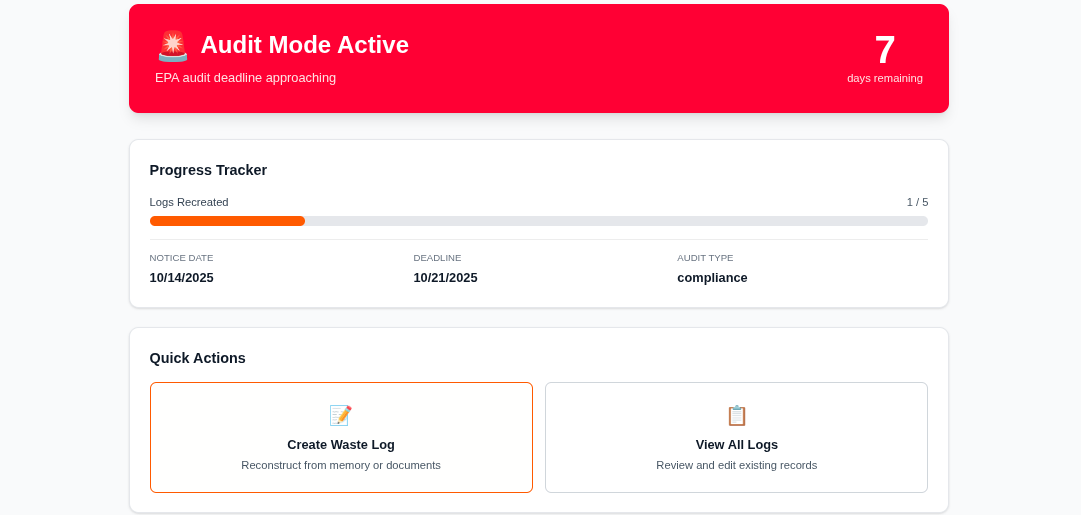 🚨 Audit Mode Active
EPA audit deadline approaching
7
days remaining
Progress Tracker
Logs Recreated 1 / 5
NOTICE DATE DEADLINE AUDIT TYPE
10/14/2025 10/21/2025 compliance
Quick Actions
📝 📋
Create Waste Log View All Logs
Reconstruct from memory or documents Review and edit existing records